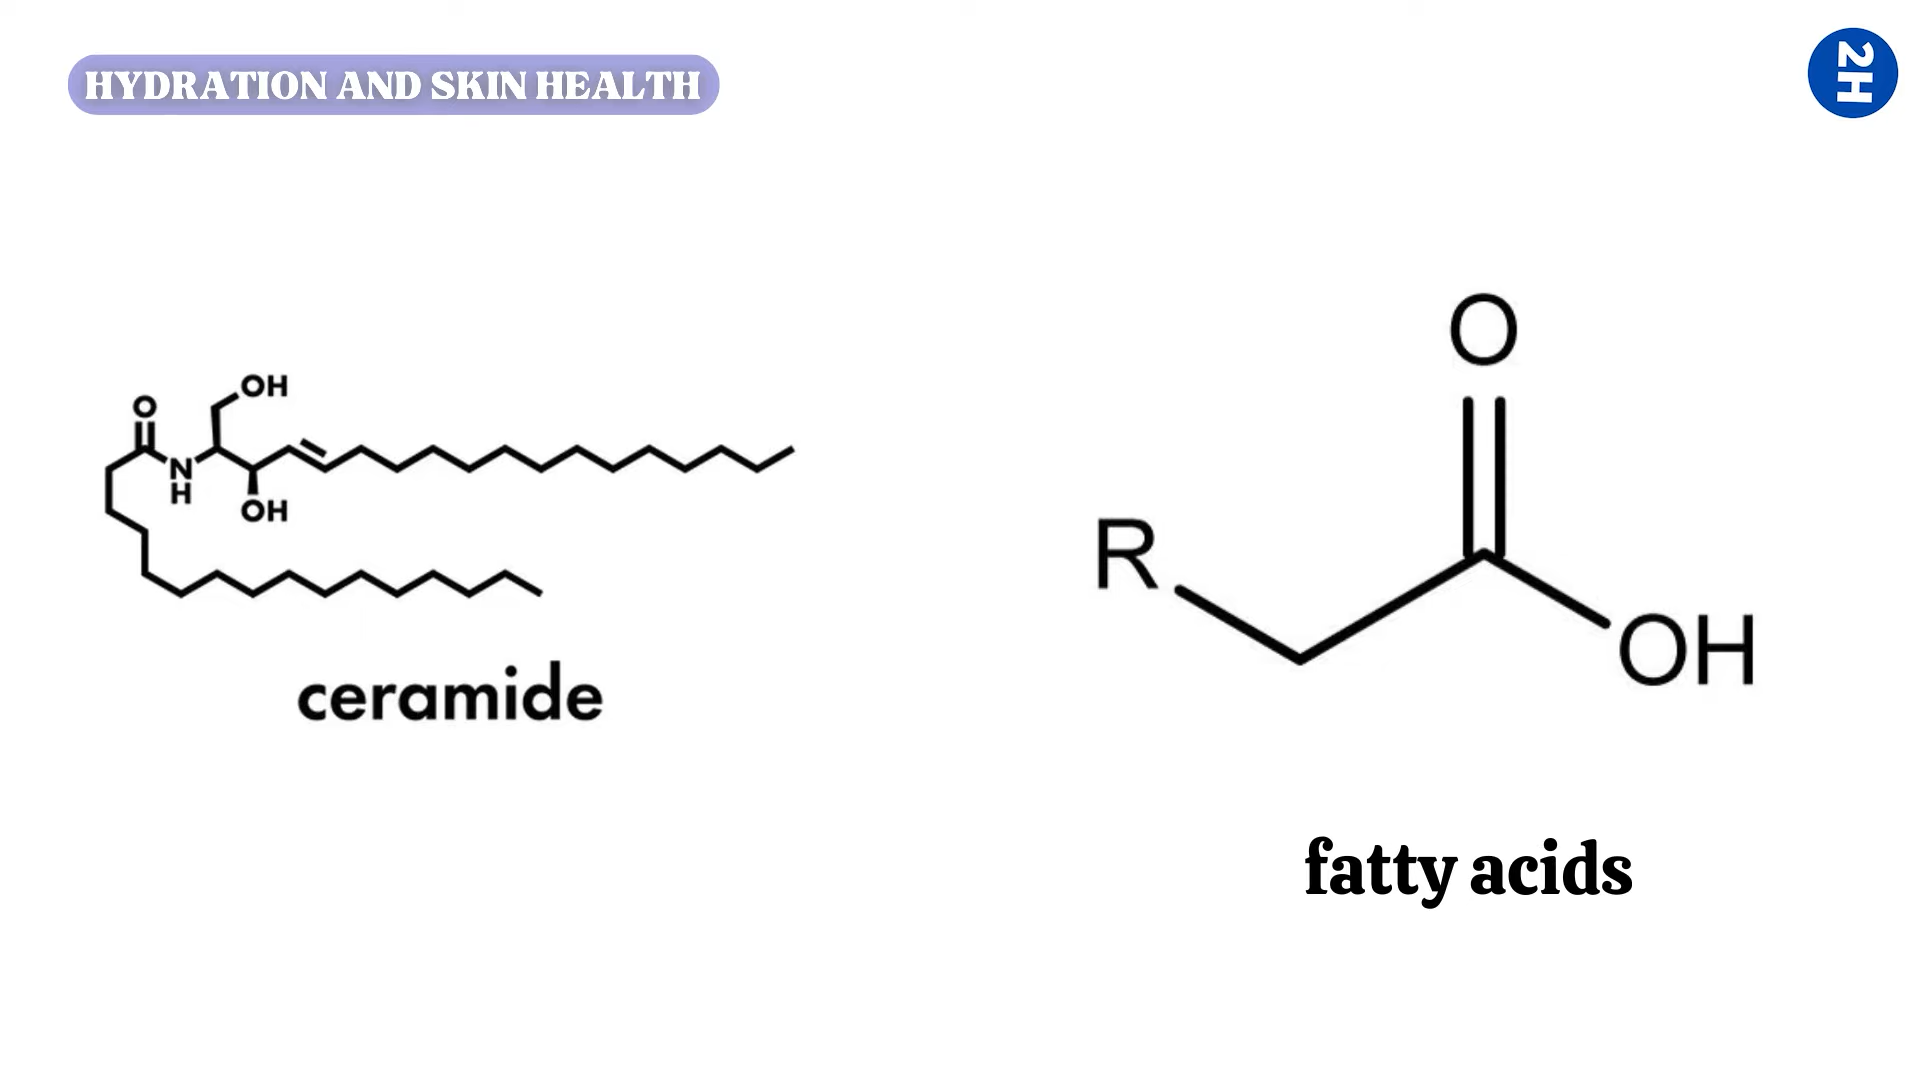 HYDRATION AND SKIN HEALTH
2H
OH
O
N
H
OH
ceramide
O
R
OH
fatty acids